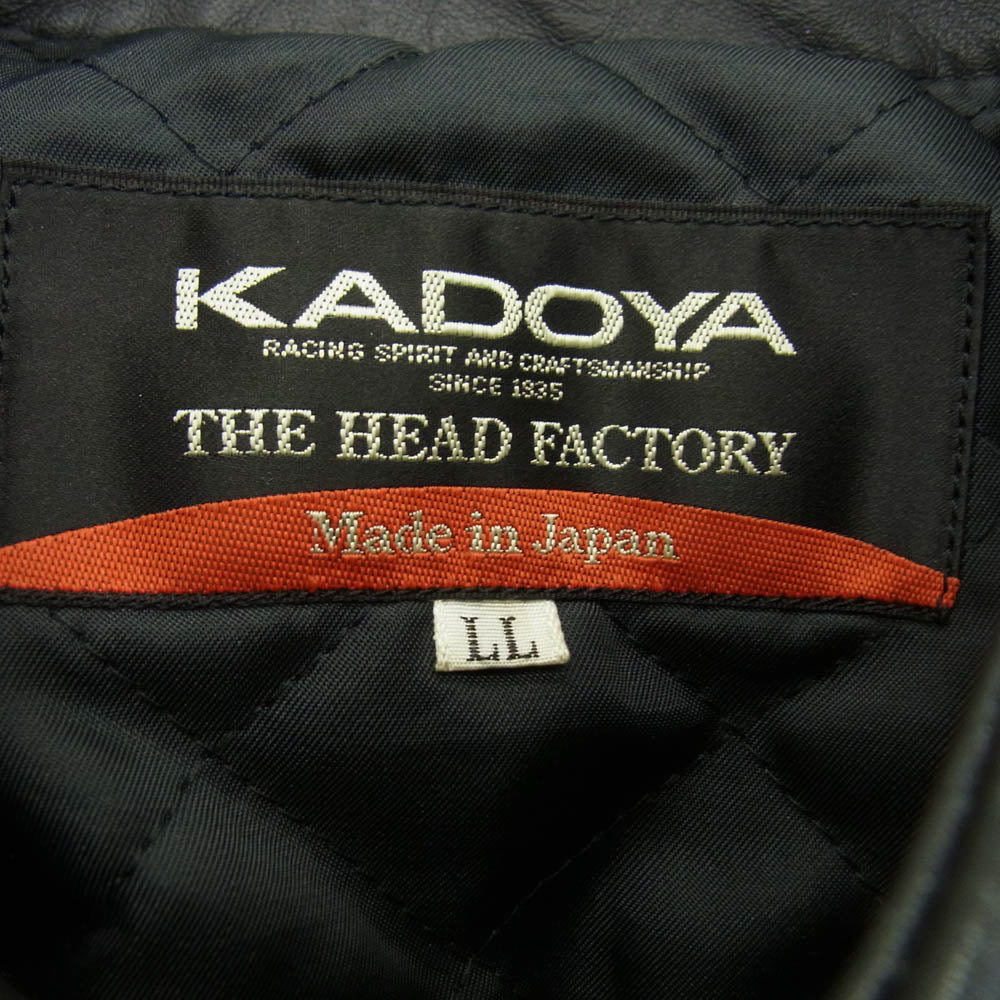 KADOYA
RACING SPIRIT AND CRAFTSMANSHIP
SINCE 1935
THE HEAD FACTORY
Made in Japan
LL